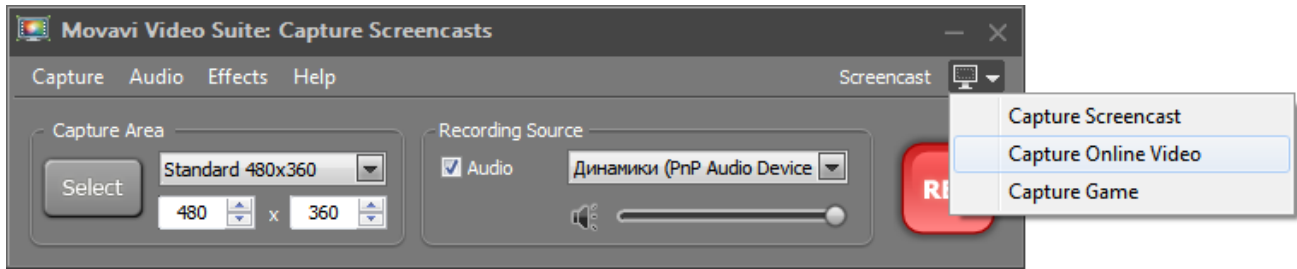 Movavi Video Suite: Capture Screencasts
Capture Audio Effects Help Screencast
Capture Screencast
Capture Online Video
Capture Game
Capture Area
Select
Standard 480x360
480 x 360
Recording Source
Audio
Динамики (PnP Audio Device